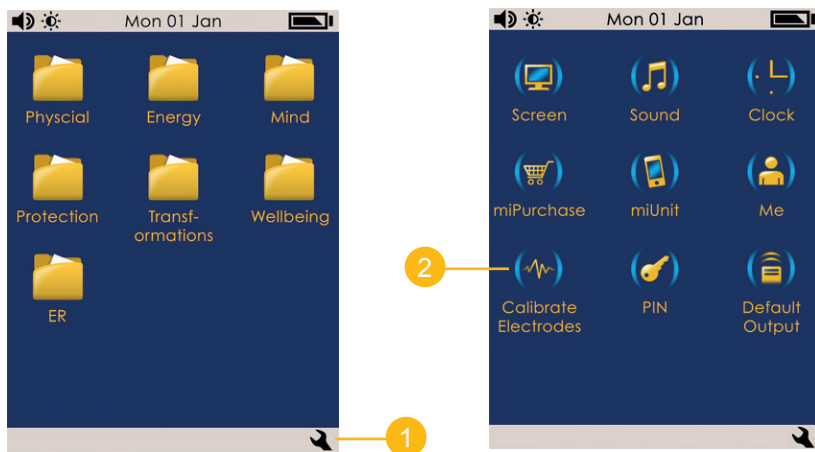 Mon 01 Jan
Physcial
Energy
Mind
Protection
Transf-
ormations
Wellbeing
ER
1
Mon 01 Jan
Screen
Sound
Clock
miPurchase
miUnit
Me
2
Calibrate
Electrodes
PIN
Default
Output